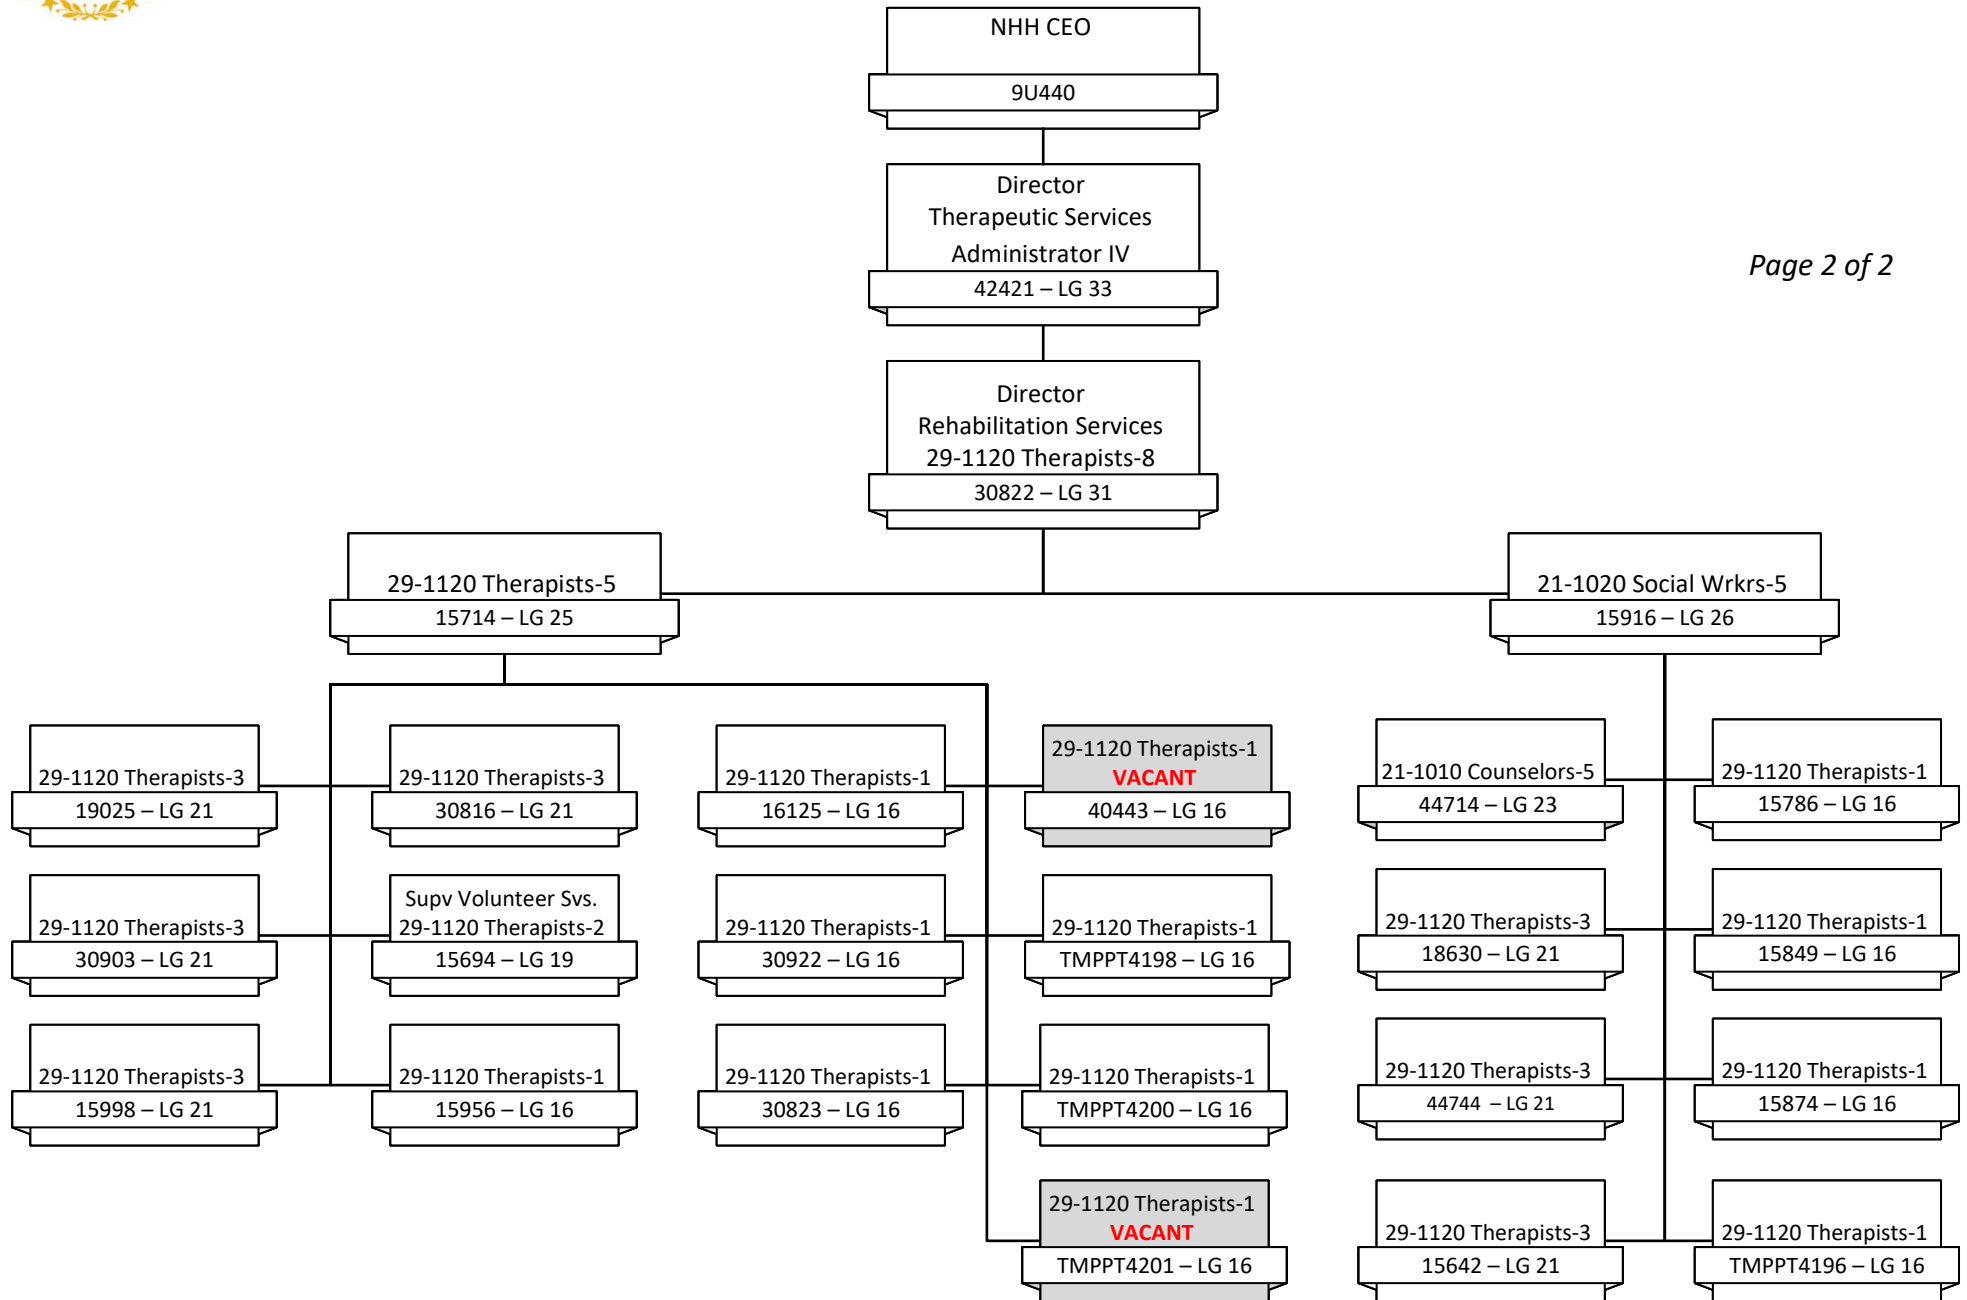 NHH CEO
9U440
Director
Therapeutic Services
Administrator IV
42421 – LG 33
Page 2 of 2
Director
Rehabilitation Services
29-1120 Therapists-8
30822 – LG 31
29-1120 Therapists-5
15714 – LG 25
21-1020 Social Wrkrs-5
15916 – LG 26
29-1120 Therapists-3
19025 – LG 21
29-1120 Therapists-3
30816 – LG 21
29-1120 Therapists-1
16125 – LG 16
29-1120 Therapists-1
VACANT
40443 – LG 16
21-1010 Counselors-5
44714 – LG 23
29-1120 Therapists-1
15786 – LG 16
29-1120 Therapists-3
30903 – LG 21
Supv Volunteer Svs.
29-1120 Therapists-2
15694 – LG 19
29-1120 Therapists-1
30922 – LG 16
29-1120 Therapists-1
TMPPT4198 – LG 16
29-1120 Therapists-3
18630 – LG 21
29-1120 Therapists-1
15849 – LG 16
29-1120 Therapists-3
15998 – LG 21
29-1120 Therapists-1
15956 – LG 16
29-1120 Therapists-1
30823 – LG 16
29-1120 Therapists-1
TMPPT4200 – LG 16
29-1120 Therapists-3
44744 – LG 21
29-1120 Therapists-1
15874 – LG 16
29-1120 Therapists-1
VACANT
TMPPT4201 – LG 16
29-1120 Therapists-3
15642 – LG 21
29-1120 Therapists-1
TMPPT4196 – LG 16